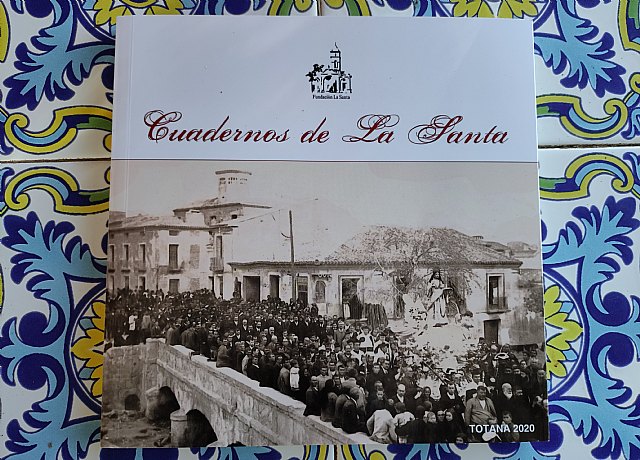 Fundación La Santa
Cuadernos de La Santa
TOTANA 2020